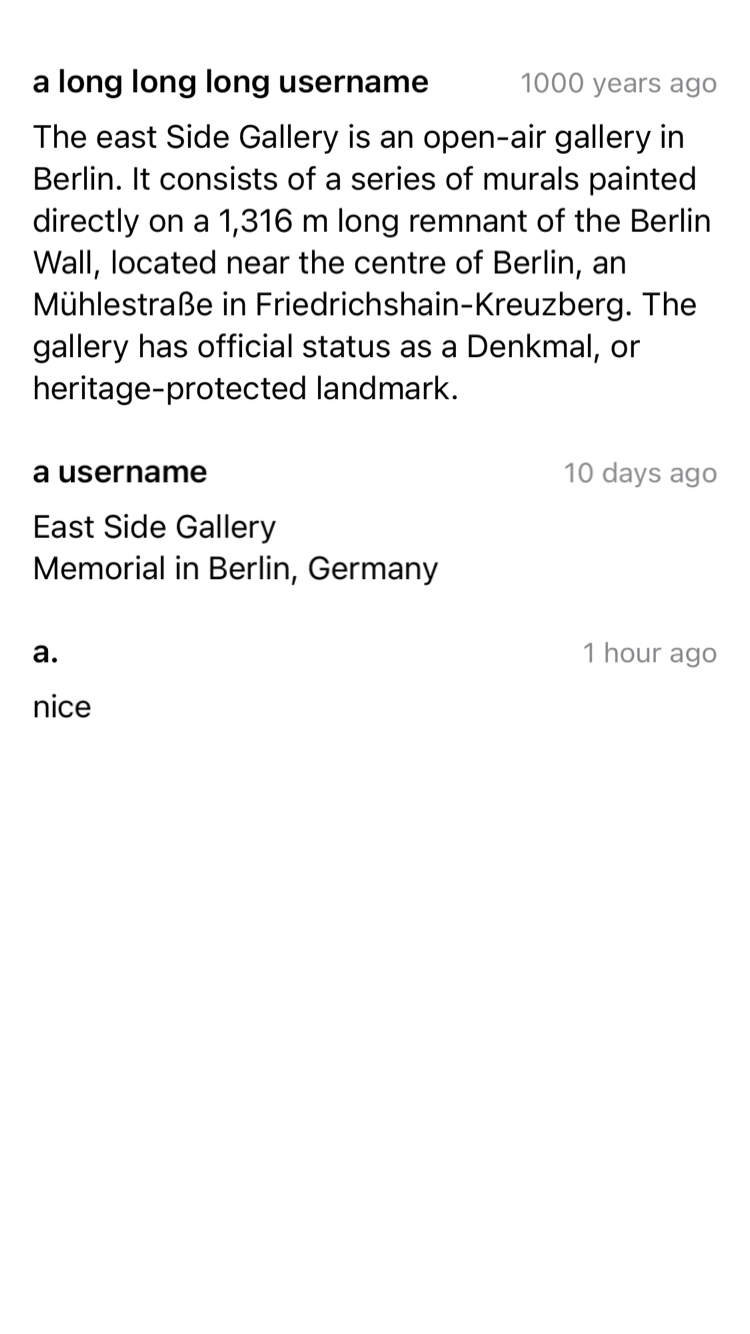 a long long long username 1000 years ago
The east Side Gallery is an open-air gallery in
Berlin. It consists of a series of murals painted
directly on a 1,316 m long remnant of the Berlin
Wall, located near the centre of Berlin, an
Mühlestraße in Friedrichshain-Kreuzberg. The
gallery has official status as a Denkmal, or
heritage-protected landmark.
a username 10 days ago
East Side Gallery
Memorial in Berlin, Germany
a. 1 hour ago
nice